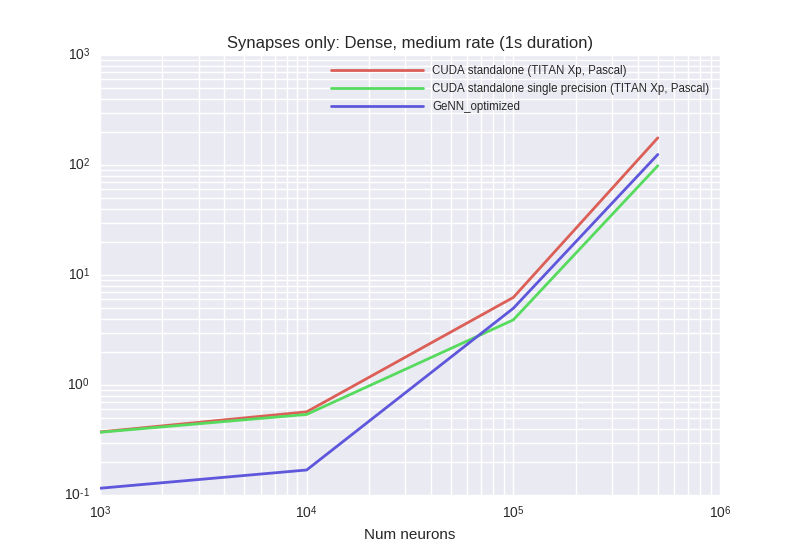 Synapses only: Dense, medium rate (1s duration)
10³
CUDA standalone (TITAN Xp, Pascal)
CUDA standalone single precision (TITAN Xp, Pascal)
GeNN_optimized
10²
10¹
10⁰
10⁻¹
10³ 10⁴ 10⁵ 10⁶
Num neurons